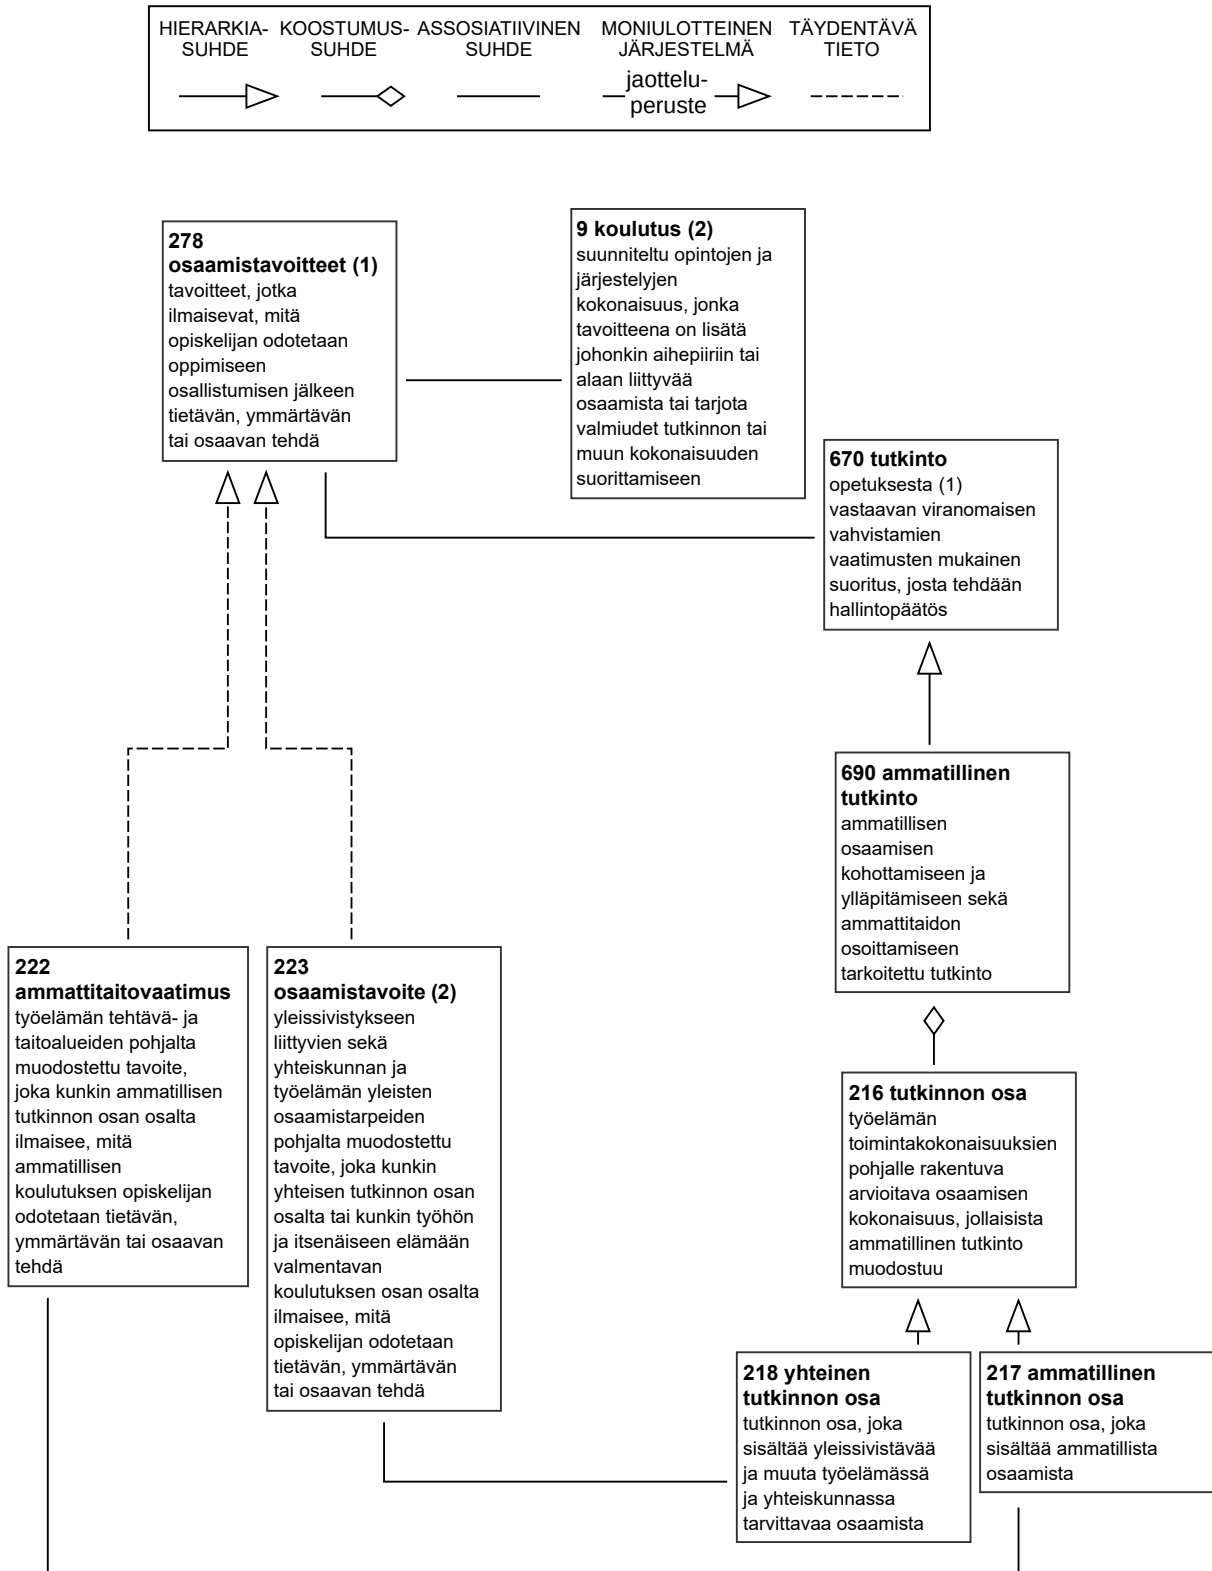 HIERARKIA-
SUHDE
KOOSTUMUS-
SUHDE
ASSOSIATIIVINEN
SUHDE
MONIULOTTEINEN
JÄRJESTELMÄ
jaottelu-
peruste
TÄYDENTÄVÄ
TIETO
278
osaamistavoitteet (1)
tavoitteet, jotka
ilmaisevat, mitä
opiskelijan odotetaan
oppimiseen
osallistumisen jälkeen
tietävän, ymmärtävän
tai osaavan tehdä
9 koulutus (2)
suunniteltu opintojen ja
järjestelyjen
kokonaisuus, jonka
tavoitteena on lisätä
johonkin aihepiiriin tai
alaan liittyvää
osaamista tai tarjota
valmiudet tutkinnon tai
muun kokonaisuuden
suorittamiseen
670 tutkinto
opetuksesta (1)
vastaavan viranomaisen
vahvistamien
vaatimusten mukainen
suoritus, josta tehdään
hallintopäätös
690 ammatillinen
tutkinto
ammatillisen
osaamisen
kohottamiseen ja
ylläpitämiseen sekä
ammattitaidon
osoittamiseen
tarkoitettu tutkinto
222
ammattitaitovaatimus
työelämän tehtävä- ja
taitoalueiden pohjalta
muodostettu tavoite,
joka kunkin ammatillisen
tutkinnon osan osalta
ilmaisee, mitä
ammatillisen
koulutuksen opiskelijan
odotetaan tietävän,
ymmärtävän tai osaavan
tehdä
223
osaamistavoite (2)
yleissivistykseen
liittyvien sekä
yhteiskunnan ja
työelämän yleisten
osaamistarpeiden
pohjalta muodostettu
tavoite, joka kunkin
yhteisen tutkinnon osan
osalta tai kunkin työhön
ja itsenäiseen elämään
valmentavan
koulutuksen osan osalta
ilmaisee, mitä
opiskelijan odotetaan
tietävän, ymmärtävän
tai osaavan tehdä
216 tutkinnon osa
työelämän
toimintakokonaisuuksien
pohjalle rakentuva
arvioitava osaamisen
kokonaisuus, jollaisista
ammatillinen tutkinto
muodostuu
218 yhteinen
tutkinnon osa
tutkinnon osa, joka
sisältää yleissivistävää
ja muuta työelämässä
ja yhteiskunnassa
tarvittavaa osaamista
217 ammatillinen
tutkinnon osa
tutkinnon osa, joka
sisältää ammatillista
osaamista